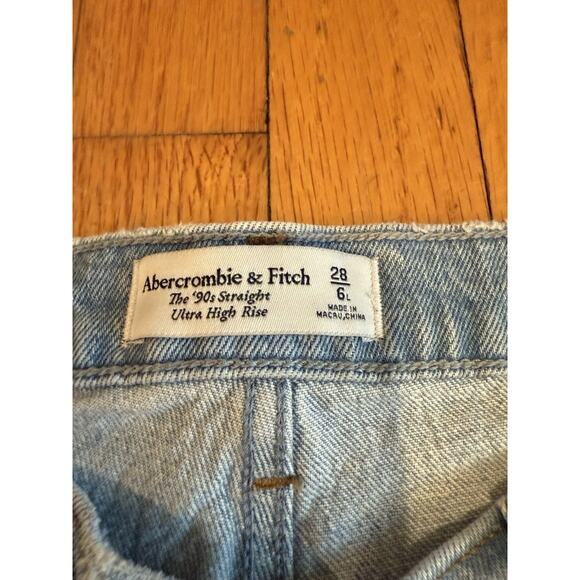 Abercrombie & Fitch
The '90s Straight
Ultra High Rise
28
6L
MADE IN
MACAU, CHINA